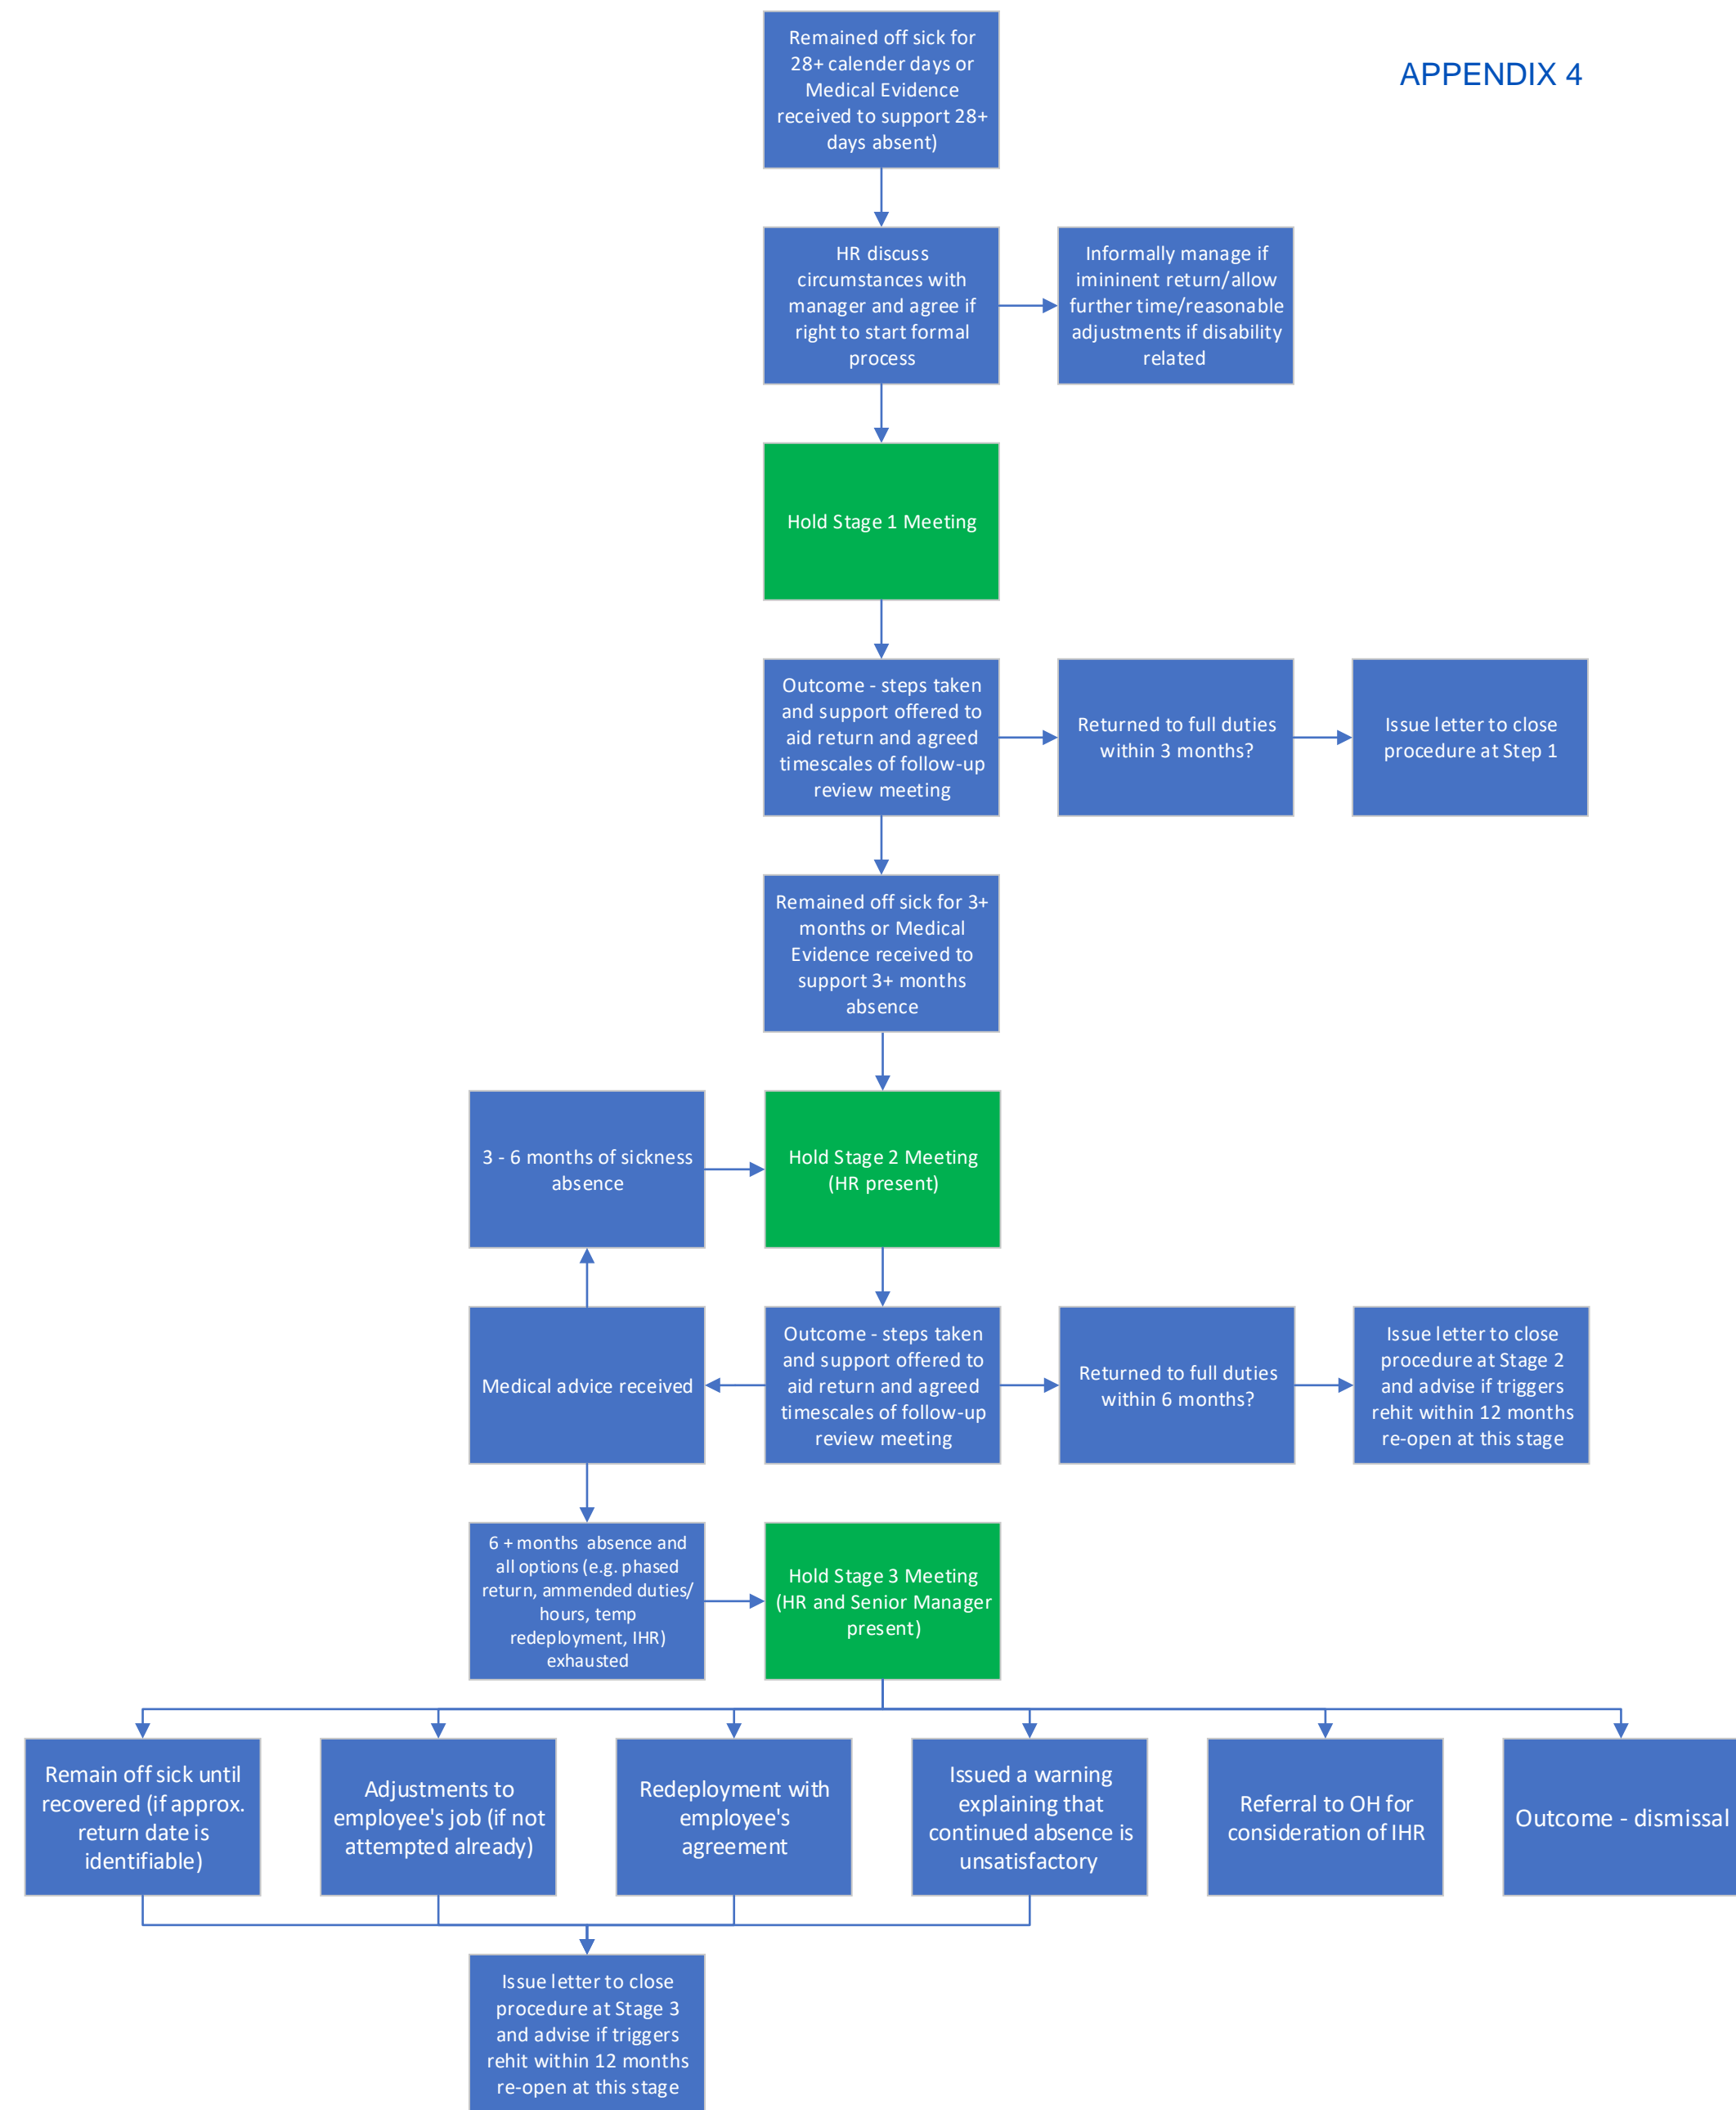 APPENDIX 4
Remained off sick for
28+ calender days or
Medical Evidence
received to support 28+
days absent)
HR discuss
circumstances with
manager and agree if
right to start formal
process
Informally manage if
imininent return/allow
further time/reasonable
adjustments if disability
related
Hold Stage 1 Meeting
Outcome - steps taken
and support offered to
aid return and agreed
timescales of follow-up
review meeting
Returned to full duties
within 3 months?
Issue letter to close
procedure at Step 1
Remained off sick for 3+
months or Medical
Evidence received to
support 3+ months
absence
3 - 6 months of sickness
absence
Hold Stage 2 Meeting
(HR present)
Medical advice received
Outcome - steps taken
and support offered to
aid return and agreed
timescales of follow-up
review meeting
Returned to full duties
within 6 months?
Issue letter to close
procedure at Stage 2
and advise if triggers
rehit within 12 months
re-open at this stage
6 + months absence and
all options (e.g. phased
return, ammended duties/
hours, temp
redeployment, IHR)
exhausted
Hold Stage 3 Meeting
(HR and Senior Manager
present)
Remain off sick until
recovered (if approx.
return date is
identifiable)
Adjustments to
employee's job (if not
attempted already)
Redeployment with
employee's
agreement
Issued a warning
explaining that
continued absence is
unsatisfactory
Referral to OH for
consideration of IHR
Outcome - dismissal
Issue letter to close
procedure at Stage 3
and advise if triggers
rehit within 12 months
re-open at this stage